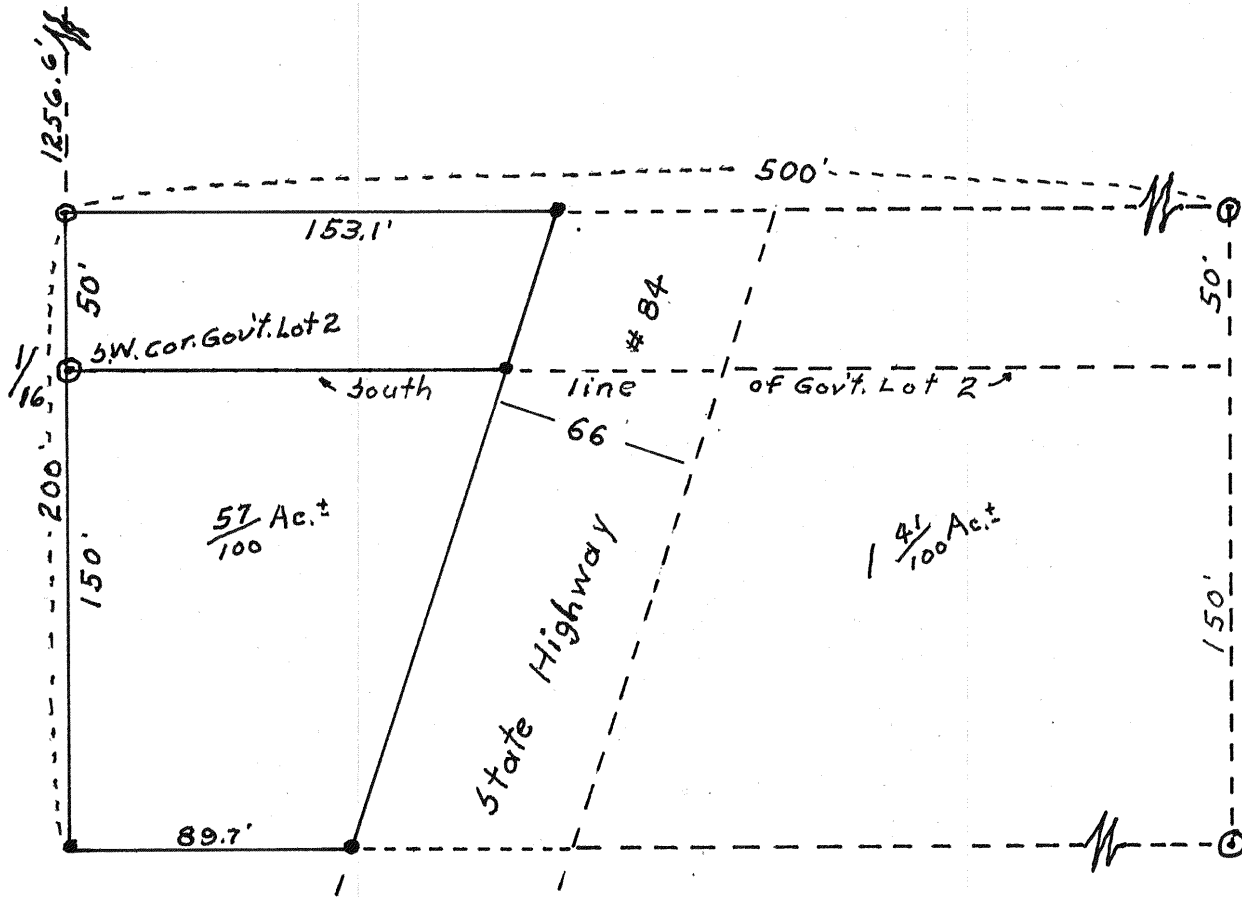 1256.6'
500'
153.1'
50'
50'
# 84
S.W. cor. Gov't. Lot 2
1/16
South line of Gov't. Lot 2
66
200'
57/100 Ac.±
1 41/100 Ac.±
150'
150'
State Highway
89.7'